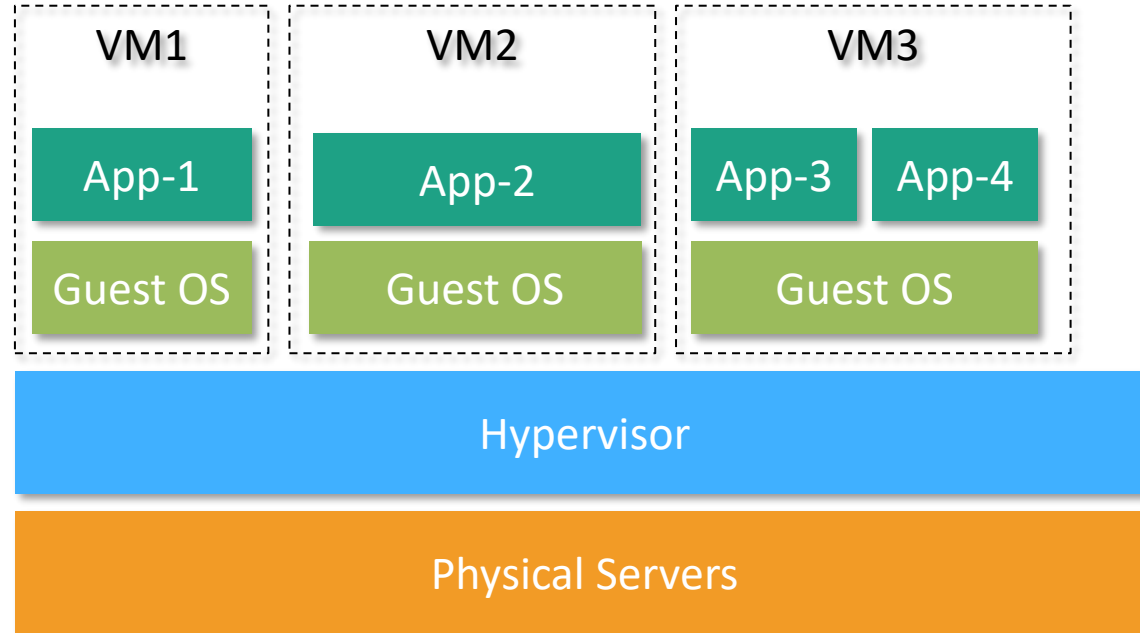 VM1
VM2
VM3
App-1
App-2
App-3
App-4
Guest OS
Guest OS
Guest OS
Hypervisor
Physical Servers